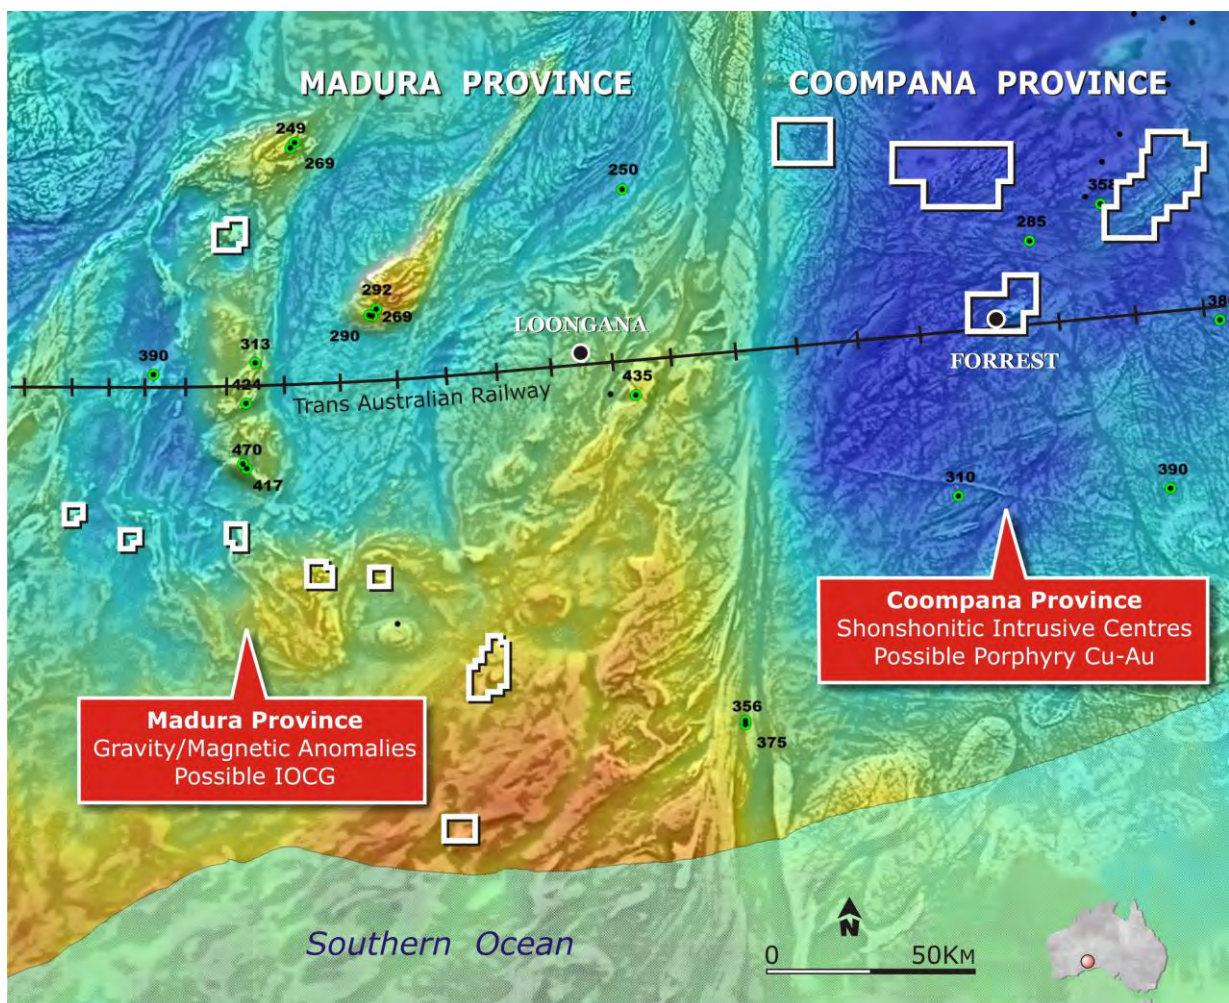 MADURA PROVINCE
COOMPANA PROVINCE
249
269
250
358
285
292
269
290
LOONGANA
FORREST
313
390
424
435
Trans Australian Railway
470
417
310
390
Coompana Province
Shonshonitic Intrusive Centres
Possible Porphyry Cu-Au
Madura Province
Gravity/Magnetic Anomalies
Possible IOCG
356
375
Southern Ocean
N
0 50KM